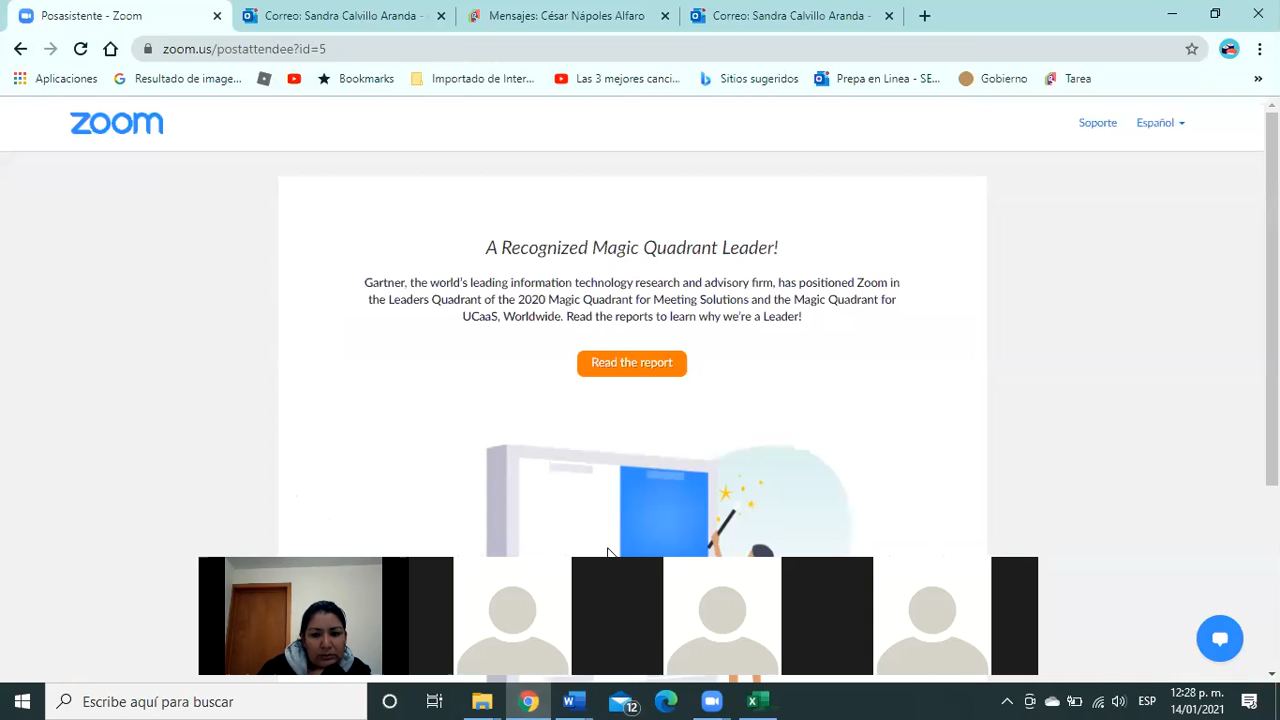 Posasistente - Zoom
Correo: Sandra Calvillo Aranda -
Mensajes: César Nápoles Alfaro
Correo: Sandra Calvillo Aranda -
zoom.us/postattendee?id=5
Aplicaciones
Resultado de image...
Bookmarks
Importado de Inter...
Las 3 mejores canci...
Sitios sugeridos
Prepa en Linea - SE...
Gobierno
Tarea
»
zoom
Soporte
Español
A Recognized Magic Quadrant Leader!
Gartner, the world's leading information technology research and advisory firm, has positioned Zoom in
the Leaders Quadrant of the 2020 Magic Quadrant for Meeting Solutions and the Magic Quadrant for
UCaaS, Worldwide. Read the reports to learn why we're a Leader!
Read the report
Escribe aquí para buscar
12
ESP
12:28 p. m.
14/01/2021